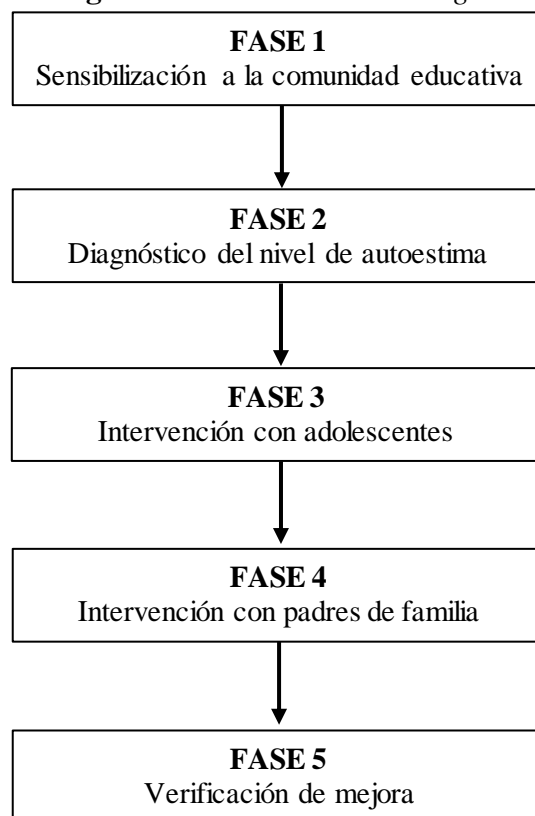 FASE 1
Sensibilización a la comunidad educativa
FASE 2
Diagnóstico del nivel de autoestima
FASE 3
Intervención con adolescentes
FASE 4
Intervención con padres de familia
FASE 5
Verificación de mejora